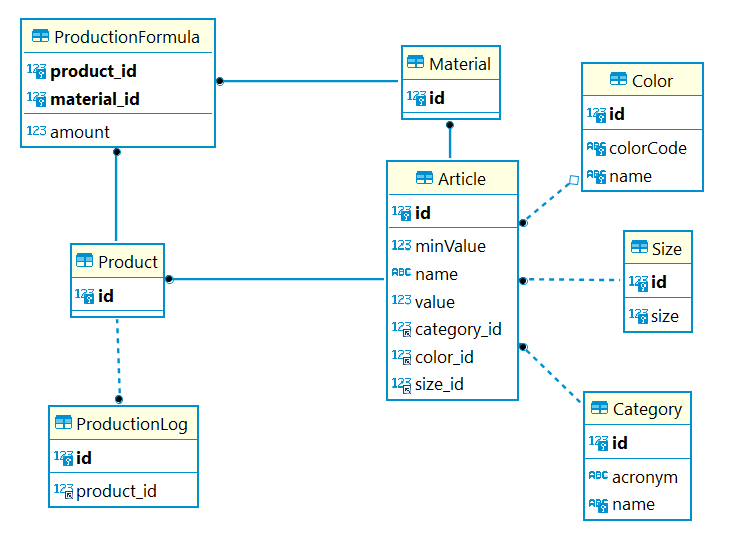 ProductionFormula
123 product_id
123 material_id
123 amount
Material
123 id
Color
123 id
ABC colorCode
ABC name
Article
123 id
123 minValue
ABC name
123 value
123 category_id
123 color_id
123 size_id
Size
123 id
123 size
Product
123 id
Category
123 id
ABC acronym
ABC name
ProductionLog
123 id
123 product_id